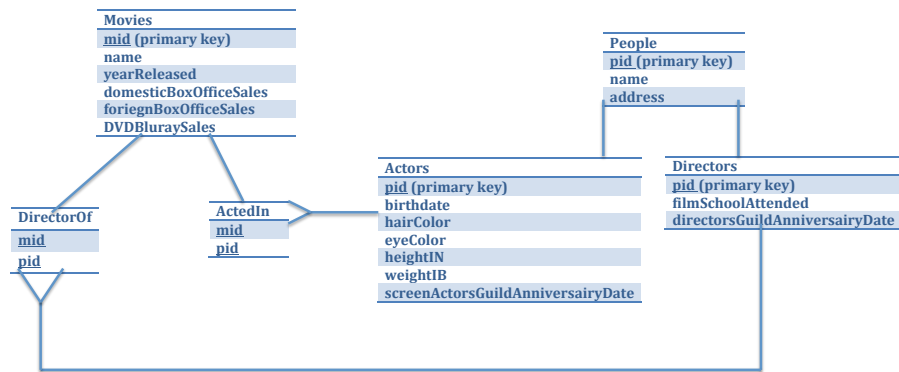 Movies
mid (primary key)
name
yearReleased
domesticBoxOfficeSales
foriegnBoxOfficeSales
DVDBluraySales
People
pid (primary key)
name
address
Actors
pid (primary key)
birthdate
hairColor
eyeColor
heightIN
weightIB
screenActorsGuildAnniversairyDate
Directors
pid (primary key)
filmSchoolAttended
directorsGuildAnniversairyDate
DirectorOf
mid
pid
ActedIn
mid
pid